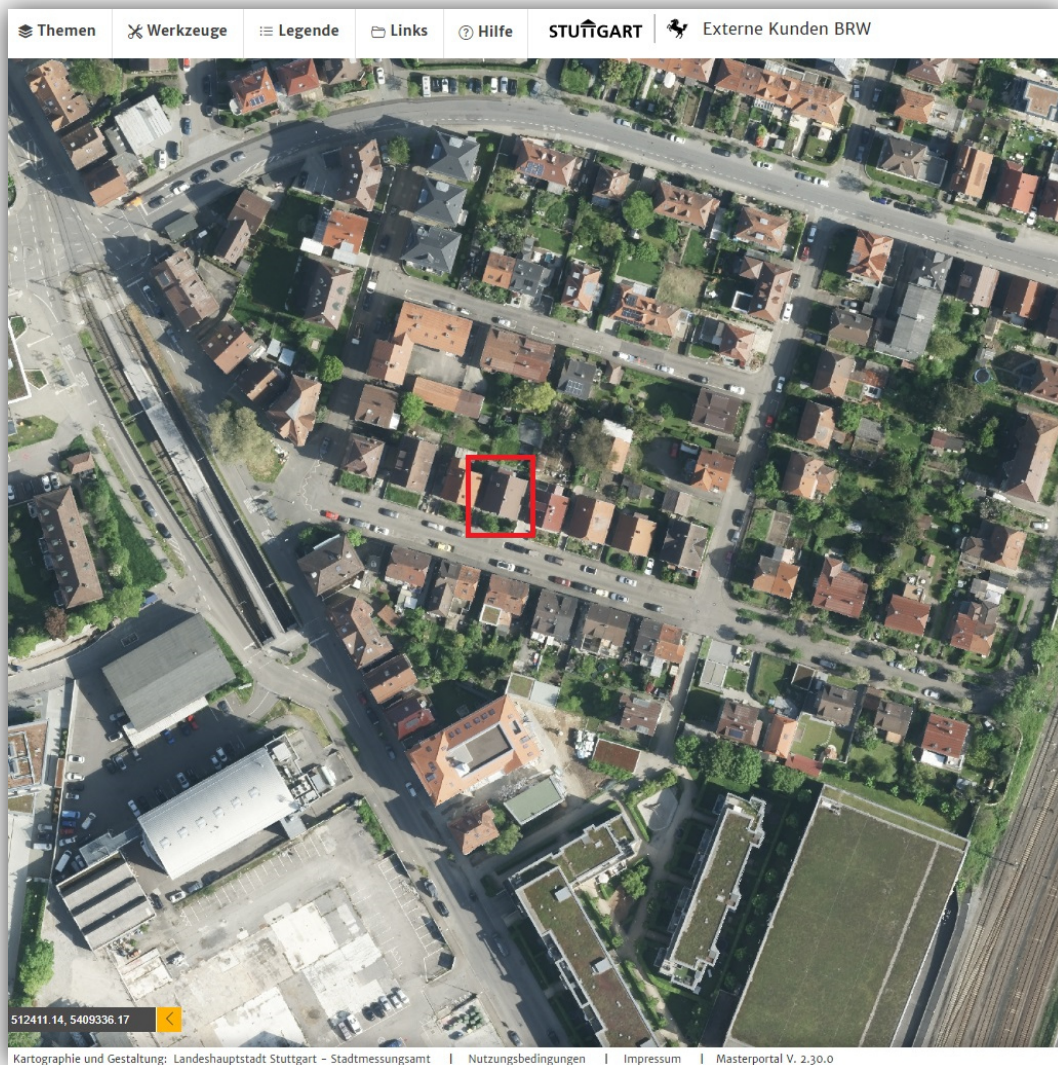 Themen Werkzeuge Legende Links Hilfe STUTTGART Externe Kunden BRW
512411.14, 5409336.17
Kartographie und Gestaltung: Landeshauptstadt Stuttgart - Stadtmessungsamt | Nutzungsbedingungen | Impressum | Masterportal V. 2.30.0